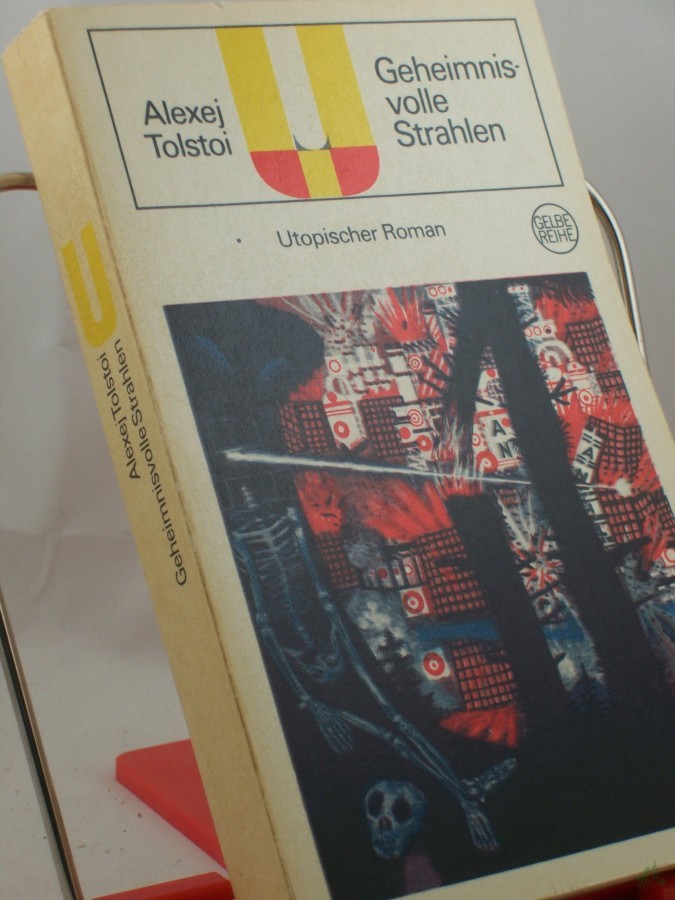 Alexej
Tolstoi
U
Geheimnis-
volle
Strahlen
Utopischer Roman
GELBE
REIHE
U
Alexej Tolstoi
Geheimnisvolle Strahlen